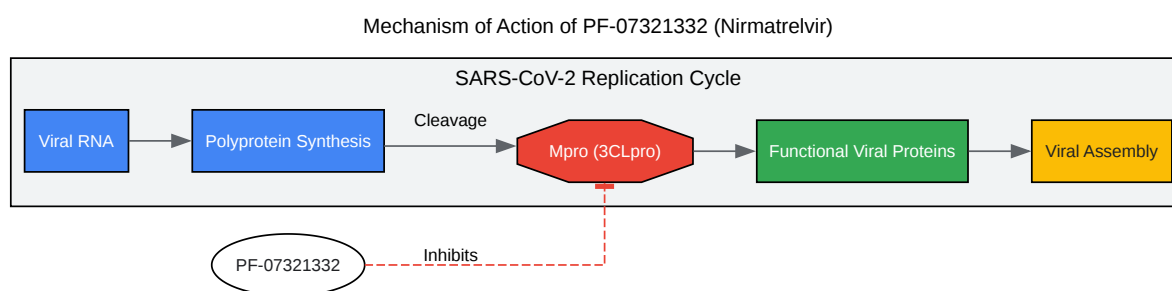 Mechanism of Action of PF-07321332 (Nirmatrelvir)
SARS-CoV-2 Replication Cycle
Viral RNA
Polyprotein Synthesis
Cleavage
Mpro (3CLpro)
Functional Viral Proteins
Viral Assembly
PF-07321332
Inhibits